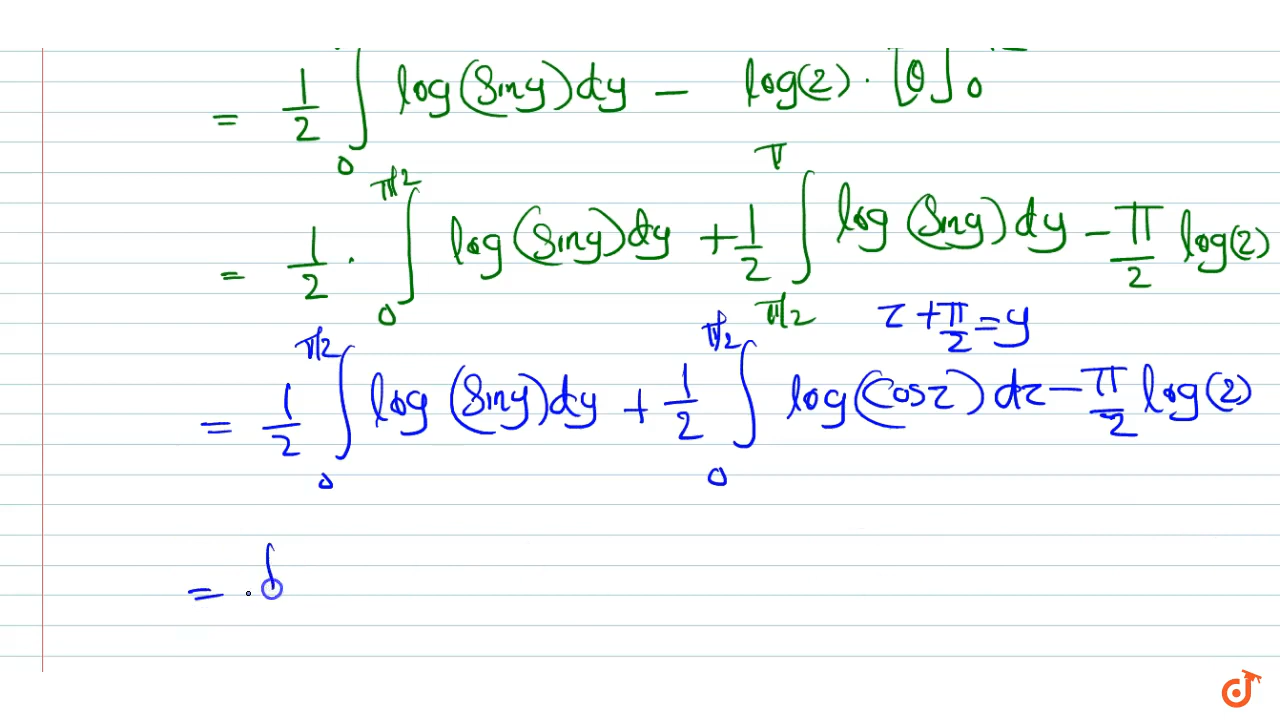 = 1/2 ∫₀ log(Siny)dy − log(2) · [θ]₀
= 1/2 · ∫₀^{π/2} log(Siny)dy + 1/2 ∫_{π/2}^{π} log(Siny)dy − π/2 log(2)
z + π/2 = y
= 1/2 ∫₀^{π/2} log(Siny)dy + 1/2 ∫₀^{π/2} log(Cosz) dz − π/2 log(2)
=